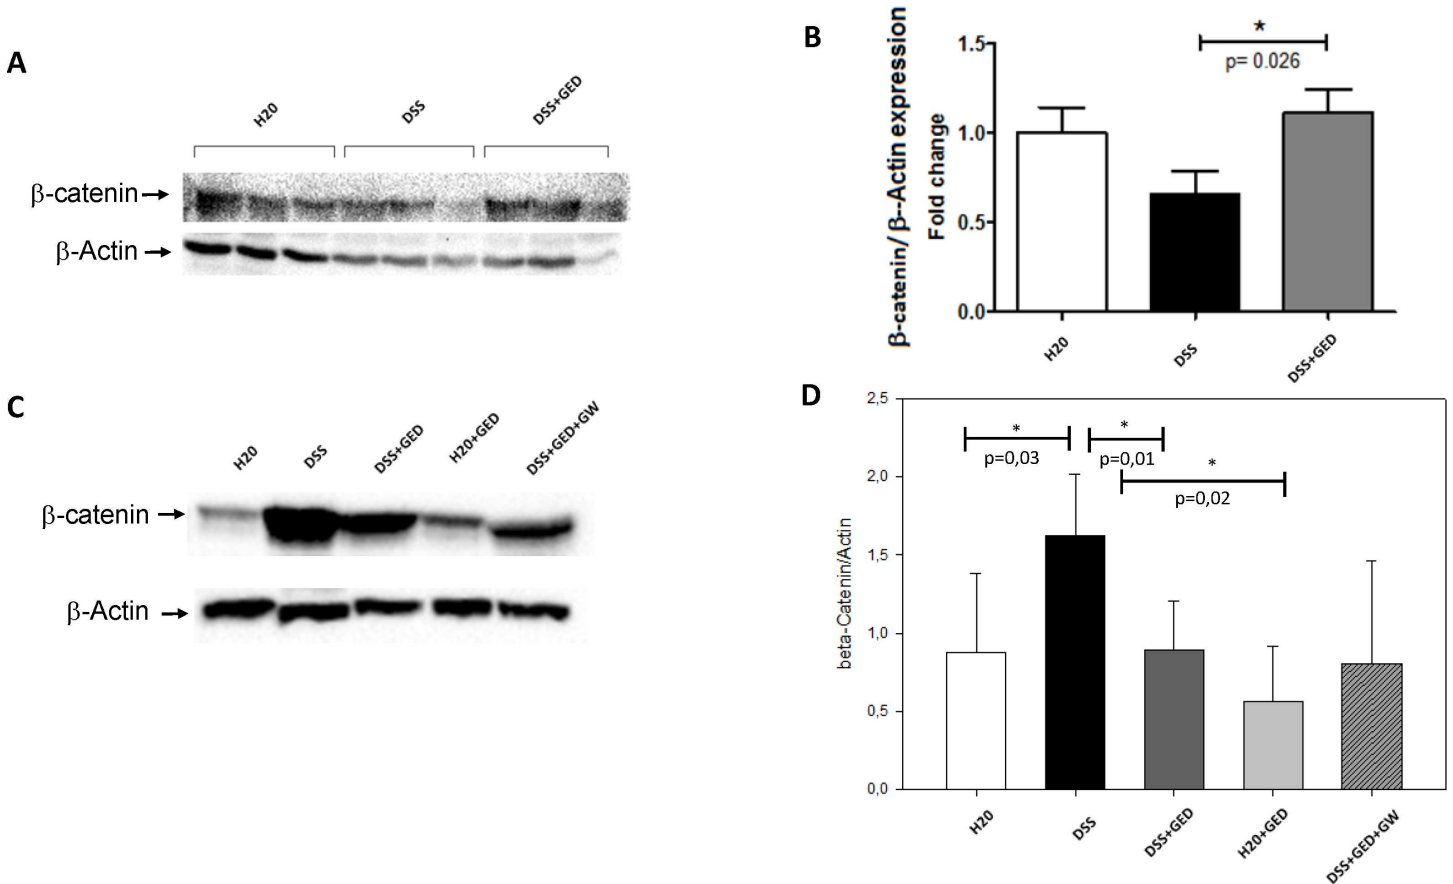 A
H20
DSS
DSS+GED
β-catenin
β-Actin
B
β-catenin/ β--Actin expression
Fold change
1.5
1.0
0.5
0.0
*
p= 0.026
H20
DSS
DSS+GED
C
H20
DSS
DSS+GED
H20+GED
DSS+GED+GW
β-catenin
β-Actin
D
beta-Catenin/Actin
2,5
2,0
1,5
1,0
0,5
0,0
*
p=0,03
*
p=0,01
*
p=0,02
H20
DSS
DSS+GED
H20+GED
DSS+GED+GW